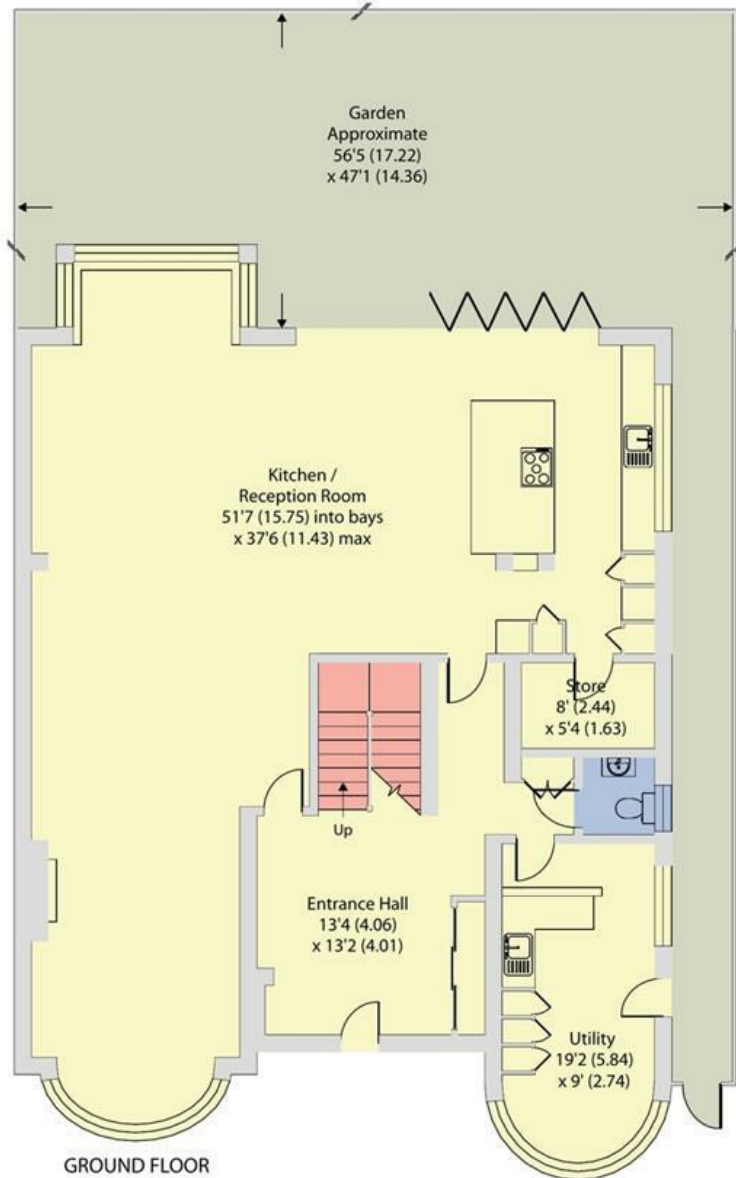 Garden
Approximate
56'5 (17.22)
x 47'1 (14.36)
Kitchen /
Reception Room
51'7 (15.75) into bays
x 37'6 (11.43) max
Store
8' (2.44)
x 5'4 (1.63)
Up
Entrance Hall
13'4 (4.06)
x 13'2 (4.01)
Utility
19'2 (5.84)
x 9' (2.74)
GROUND FLOOR